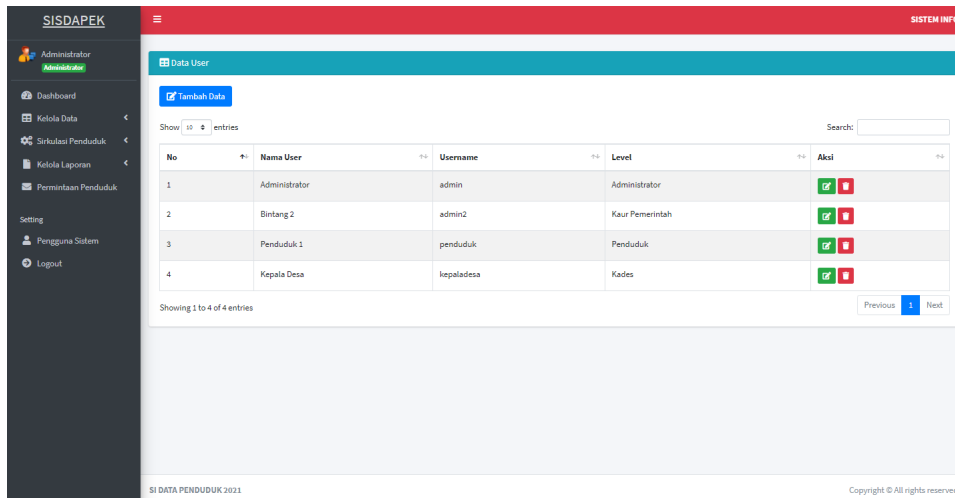 SISDAPEK
SISTEM INFO
Administrator
Administrator
Dashboard
Kelola Data
Sirkulasi Penduduk
Kelola Laporan
Permintaan Penduduk
Setting
Pengguna Sistem
Logout
Data User
Tambah Data
Show 10 entries Search:
No Nama User Username Level Aksi
1 Administrator admin Administrator
2 Bintang 2 admin2 Kaur Pemerintah
3 Penduduk 1 penduduk Penduduk
4 Kepala Desa kepaladesa Kades
Showing 1 to 4 of 4 entries Previous 1 Next
SI DATA PENDUDUK 2021 Copyright © All rights reserved